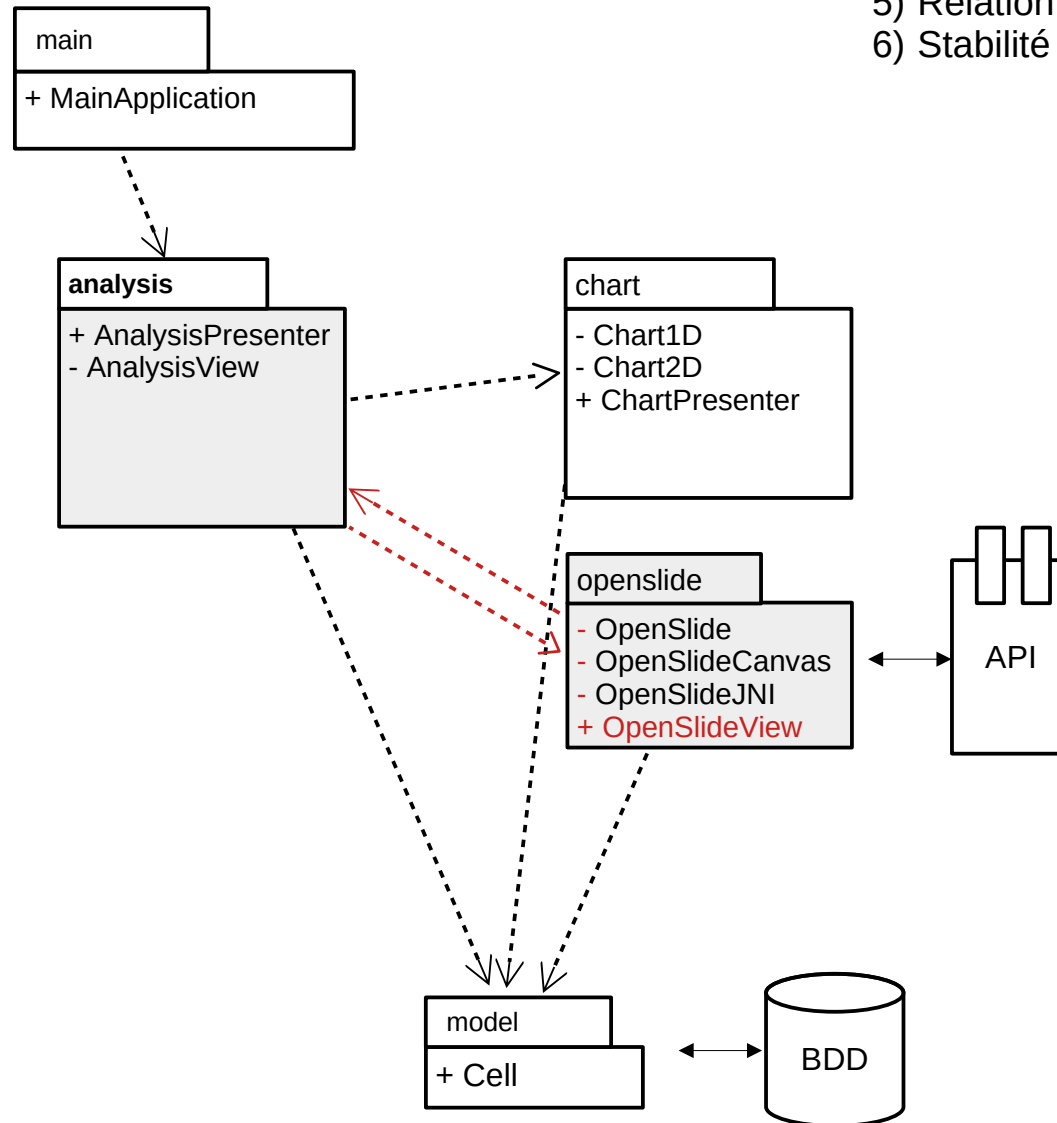 5) Relation
6) Stabilité
main
+ MainApplication
analysis
+ AnalysisPresenter
- AnalysisView
chart
- Chart1D
- Chart2D
+ ChartPresenter
openslide
- OpenSlide
- OpenSlideCanvas
- OpenSlideJNI
+ OpenSlideView
API
model
+ Cell
BDD